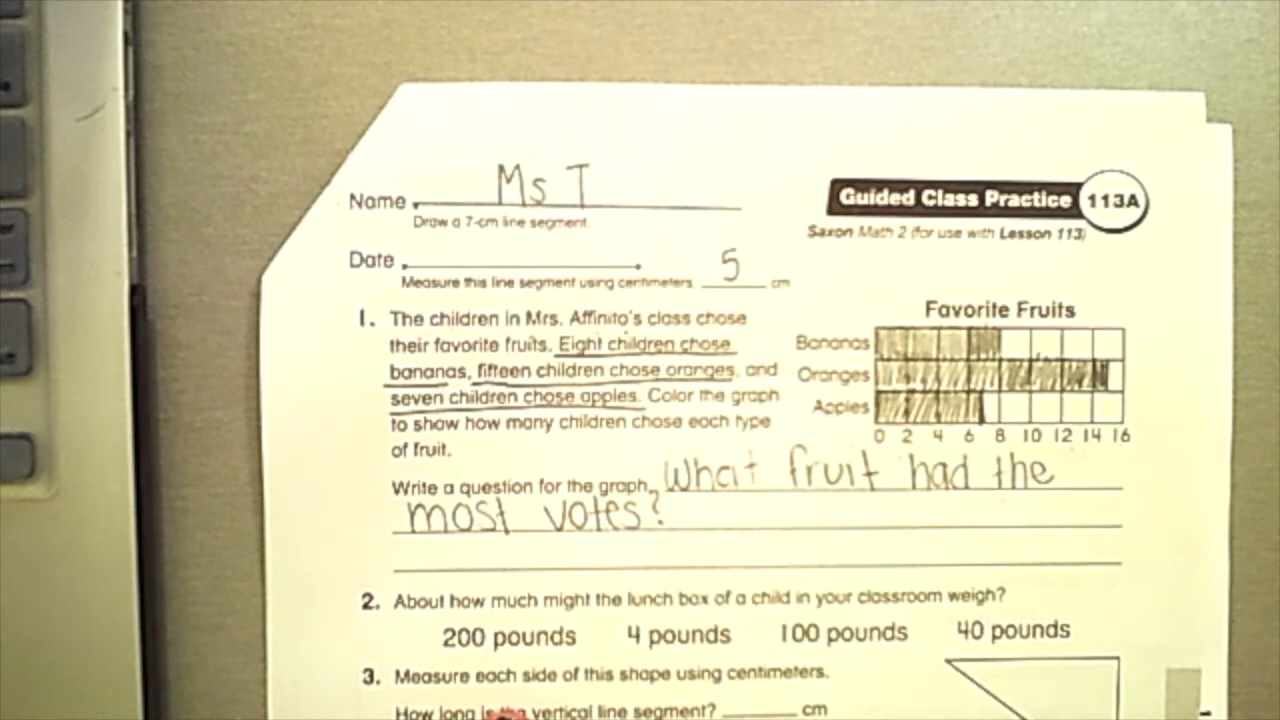 Name Ms T
Draw a 7-cm line segment.
Guided Class Practice 113A
Saxon Math 2 (for use with Lesson 113)
Date
Measure this line segment using centimeters. 5 cm
1. The children in Mrs. Affinito's class chose
their favorite fruits. Eight children chose
bananas, fifteen children chose oranges, and
seven children chose apples. Color the graph
to show how many children chose each type
of fruit.
Favorite Fruits
Bananas
Oranges
Apples
0 2 4 6 8 10 12 14 16
Write a question for the graph. What fruit had the
most votes?
2. About how much might the lunch box of a child in your classroom weigh?
200 pounds 4 pounds 100 pounds 40 pounds
3. Measure each side of this shape using centimeters.
How long is the vertical line segment? cm